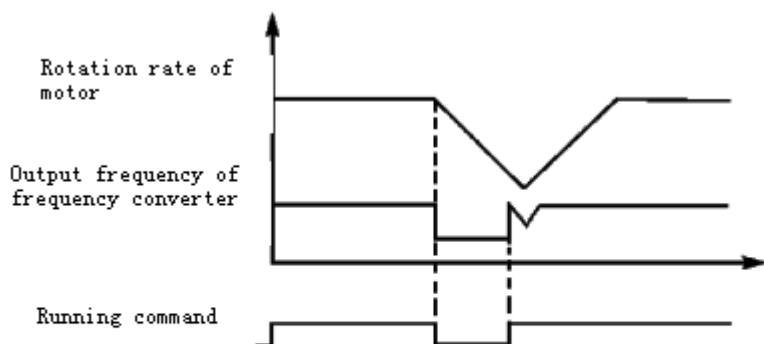 Rotation rate of
motor
Output frequency of
frequency converter
Running command